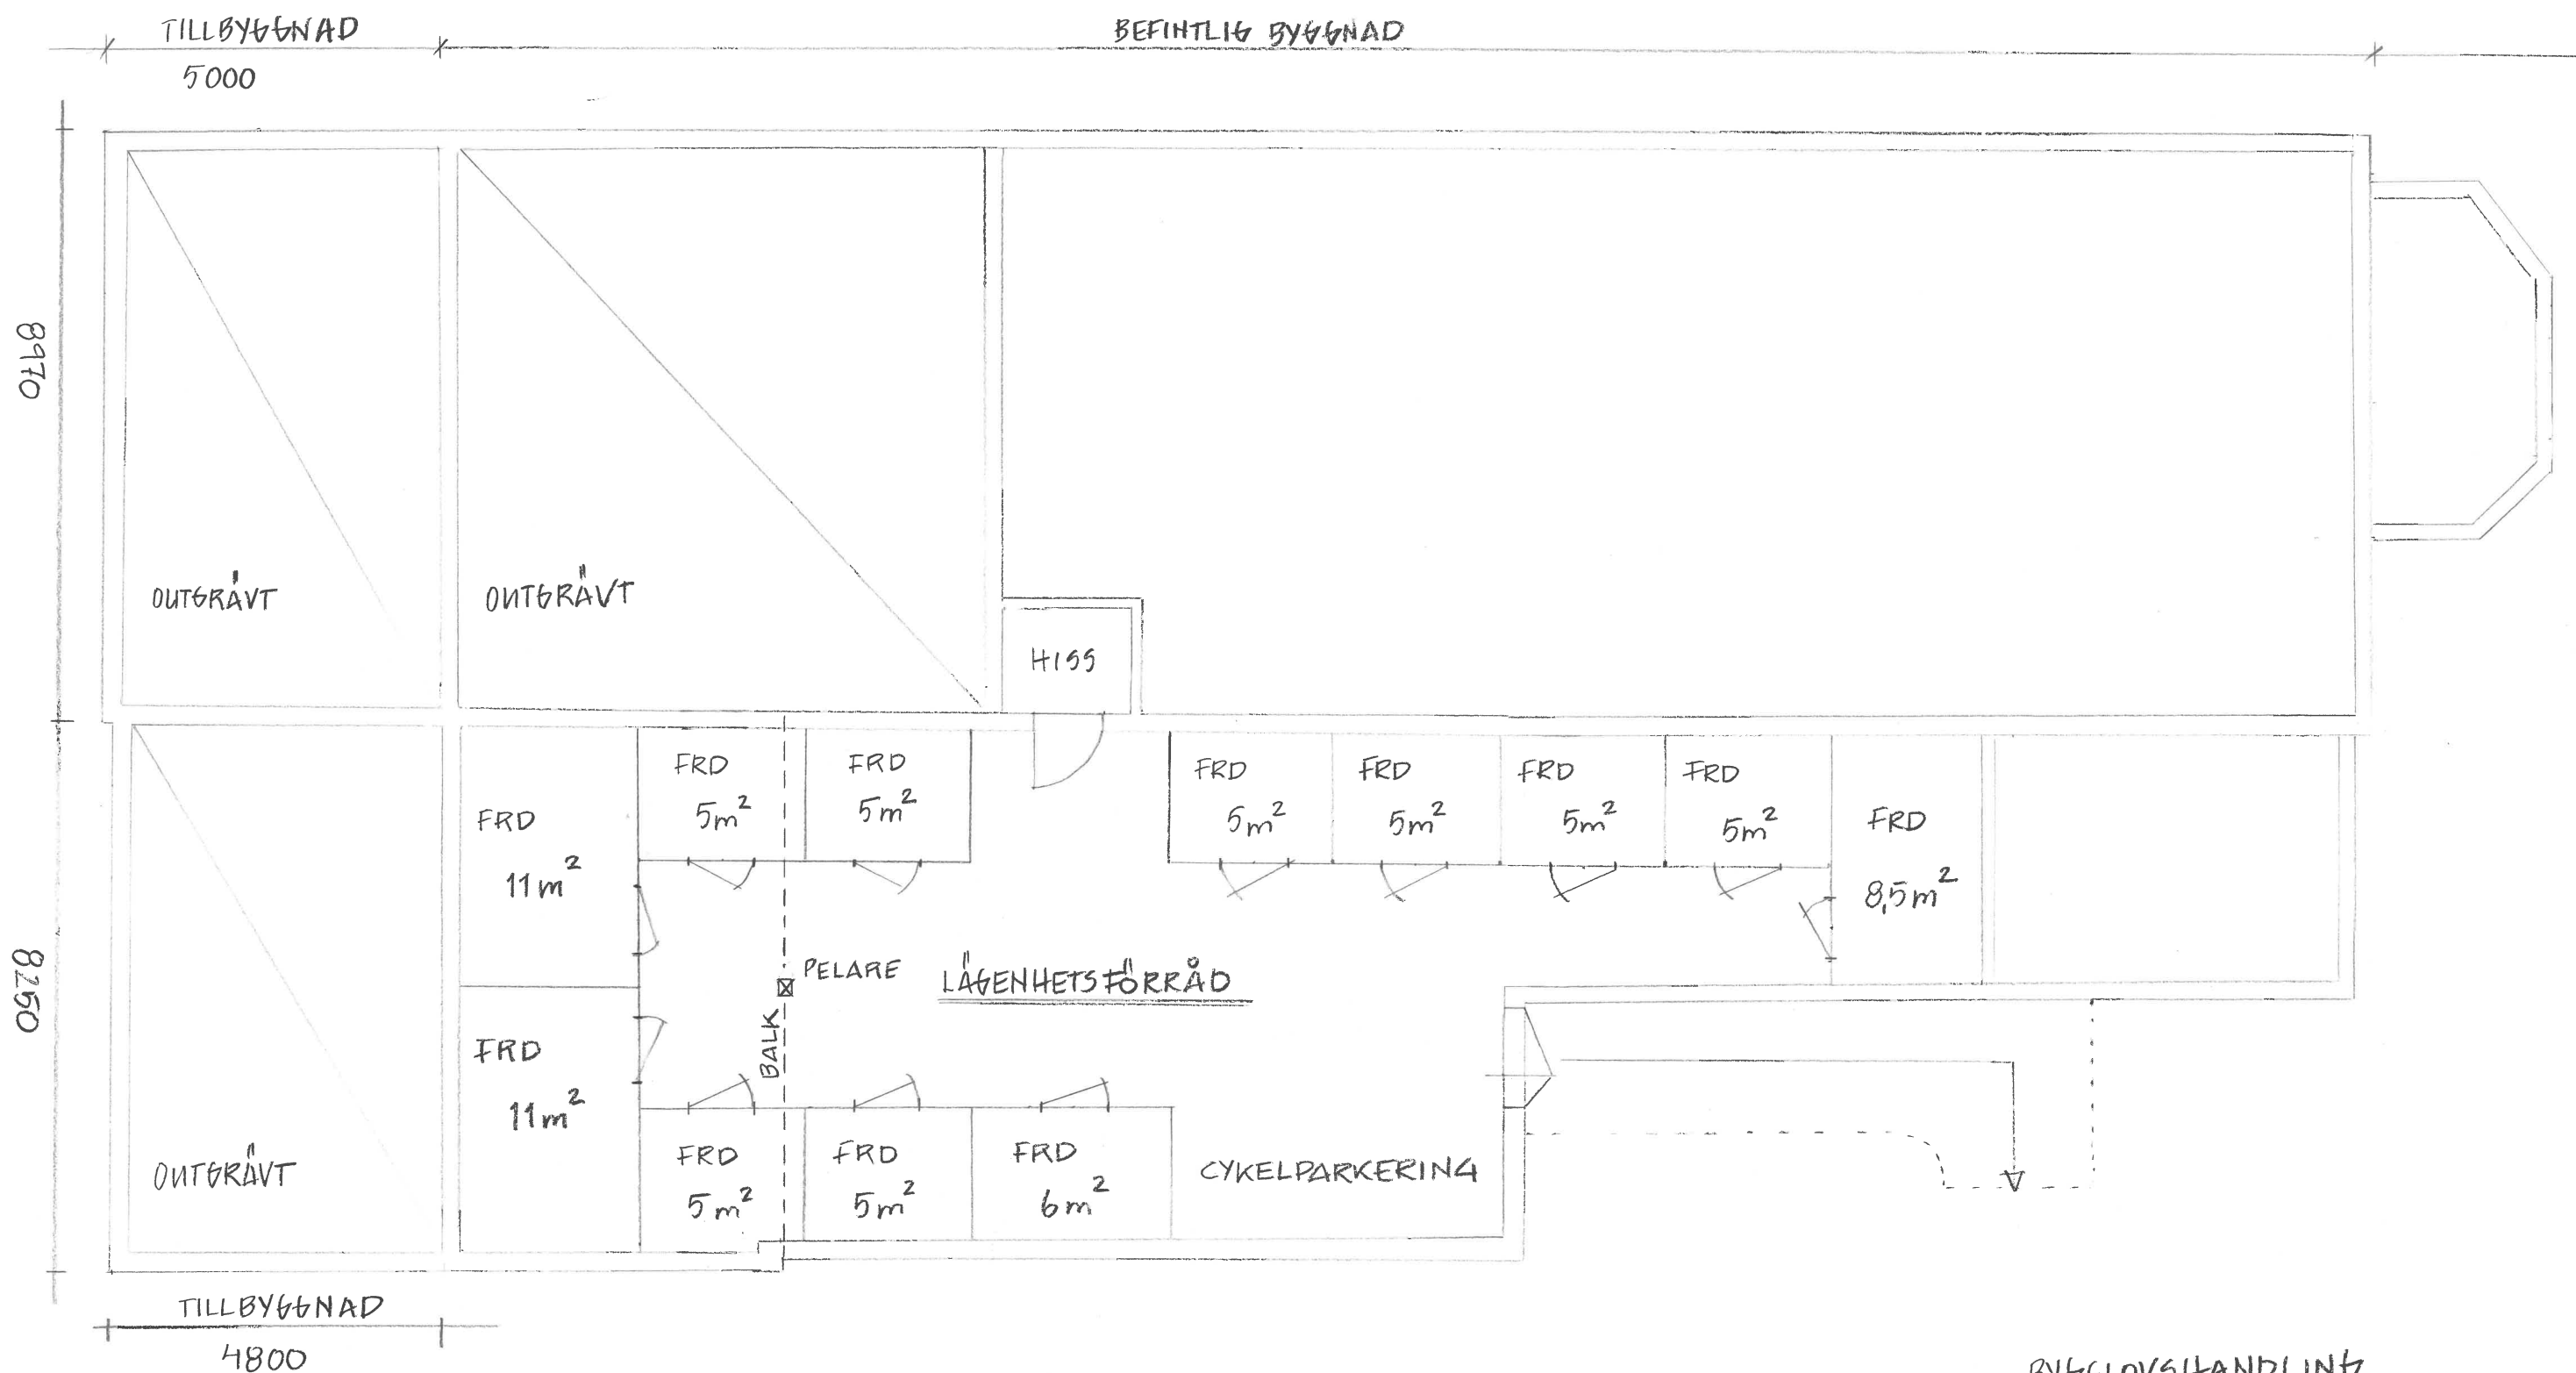 TILLBYGGNAD
BEFINTLIG BYGGNAD
5000
8970
OUTGRÄVT
OUTGRÄVT
HISS
FRD
5m²
FRD
5m²
FRD
5m²
FRD
5m²
FRD
5m²
FRD
5m²
FRD
8,5m²
FRD
11m²
PELARE
LÄGENHETSFÖRRÅD
BALK
8250
FRD
11m²
FRD
5m²
FRD
5m²
FRD
6m²
CYKELPARKERING
OUTGRÄVT
TILLBYGGNAD
4800
BYGGLOVSHANDLING